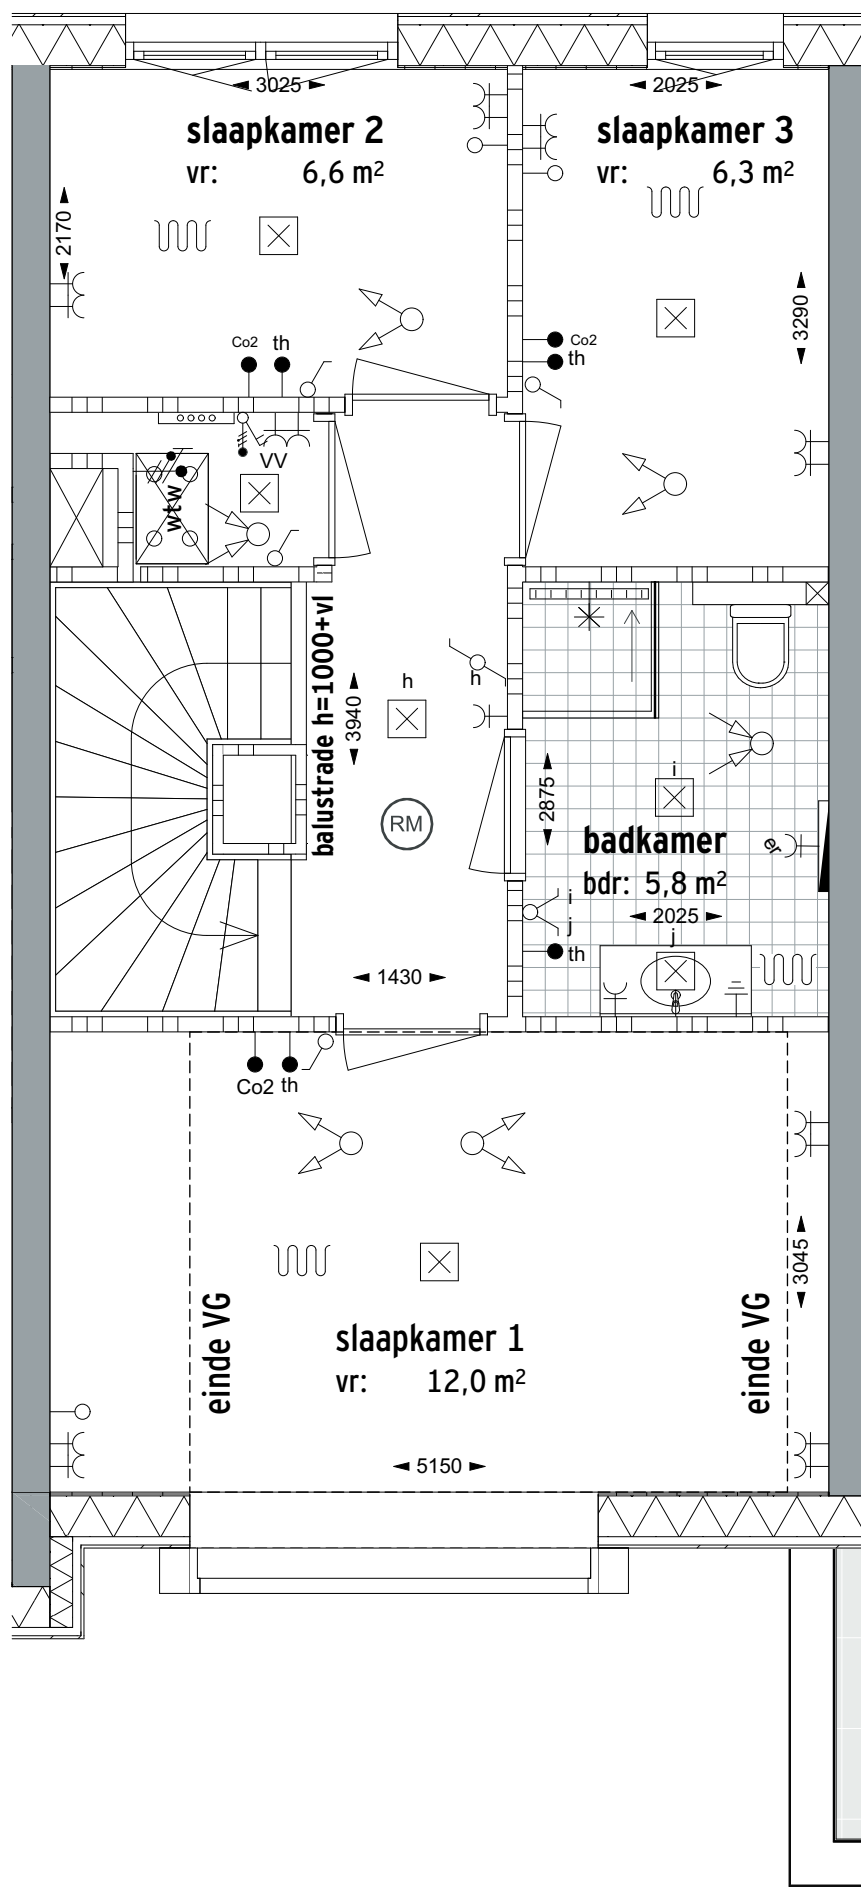 3025
2025
slaapkamer 2
vr: 6,6 m²
slaapkamer 3
vr: 6,3 m²
2170
3290
Co2 th
Co2
th
VV
wtw
balustrade h=1000+vl
h
h
3940
RM
i
2875
badkamer
bdr: 5,8 m²
er
i
j
2025
j
th
1430
Co2 th
3045
einde VG
einde VG
slaapkamer 1
vr: 12,0 m²
5150